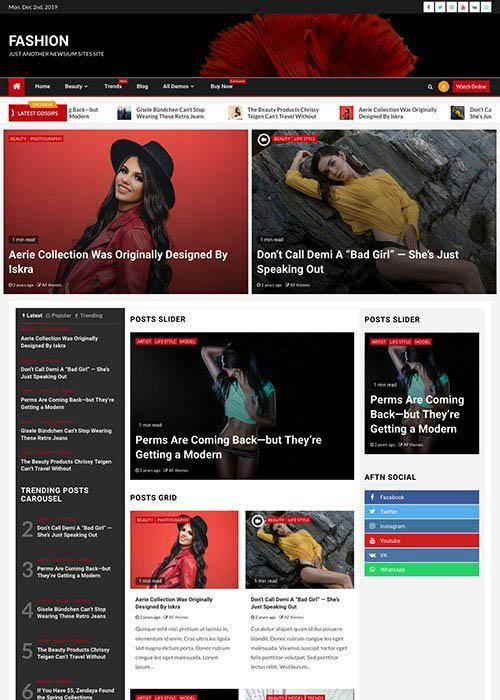 Mon. Dec 2nd, 2019
FASHION
JUST ANOTHER NEWSIUM SITES SITE
Home
Beauty
Trends
New
Blog
All Demos
Buy Now
Exclusive
Watch Online
Exclusive
LATEST GOSSIPS
g Back—but
Modern
Gisele Bündchen Can't Stop
Wearing These Retro Jeans
The Beauty Products Chrissy
Teigen Can't Travel Without
Aerie Collection Was Originally
Designed By Iskra
Don't Ca
She's Jus
BEAUTY PHOTOGRAPHY
1 min read
Aerie Collection Was Originally Designed By
Iskra
2 years ago AF themes
BEAUTY LIFE STYLE
1 min read
Don't Call Demi A "Bad Girl" — She's Just
Speaking Out
2 years ago AF themes
Latest Popular Trending
Aerie Collection Was Originally
Designed By Iskra
Don't Call Demi A "Bad Girl" —
She's Just Speaking Out
Perms Are Coming Back—but They're
Getting a Modern
Gisele Bündchen Can't Stop
Wearing These Retro Jeans
The Beauty Products Chrissy Teigen
Can't Travel Without
TRENDING POSTS
CAROUSEL
2
Don't Call Demi A "Bad Girl" —
She's Just Speaking Out
3
Perms Are Coming Back—but
They're Getting a Modern
4
Gisele Bündchen Can't Stop
Wearing These Retro Jeans
5
The Beauty Products Chrissy
Teigen Can't Travel Without
6
If You Have $5, Zendaya Found
the Spring Collections
POSTS SLIDER
ARTIST LIFE STYLE MODEL
1 min read
Perms Are Coming Back—but They're
Getting a Modern
2 years ago AF themes
POSTS GRID
BEAUTY PHOTOGRAPHY
1 min read
Aerie Collection Was Originally
Designed By Iskra
2 years ago AF themes
Quisque velit nisi, pretium ut lacinia in,
elementum id enim. Cras ultricies ligula
sed magna dictum porta. Donec rutrum
congue leo eget malesuada. Vivamus
Lorem ipsum...
BEAUTY LIFE STYLE
1 min read
Don't Call Demi A "Bad Girl" — She's
Just Speaking Out
2 years ago AF themes
Curabitur aliquet quam id dui posuere
blandit. Donec rutrum congue leo eget
malesuada. Vivamus suscipit tortor eget
felis porttitor volutpat. Sed porttitor
lectus nibh. Vestibulum...
ARTIST LIFE STYLE MODEL
BEAUTY MODEL TRENDS
POSTS SLIDER
ARTIST LIFE STYLE MODEL
1 min read
Perms Are Coming
Back—but They're
Getting a Modern
2 years ago AF themes
AFTN SOCIAL
Facebook
Twitter
Instagram
Youtube
VK
Whatsapp